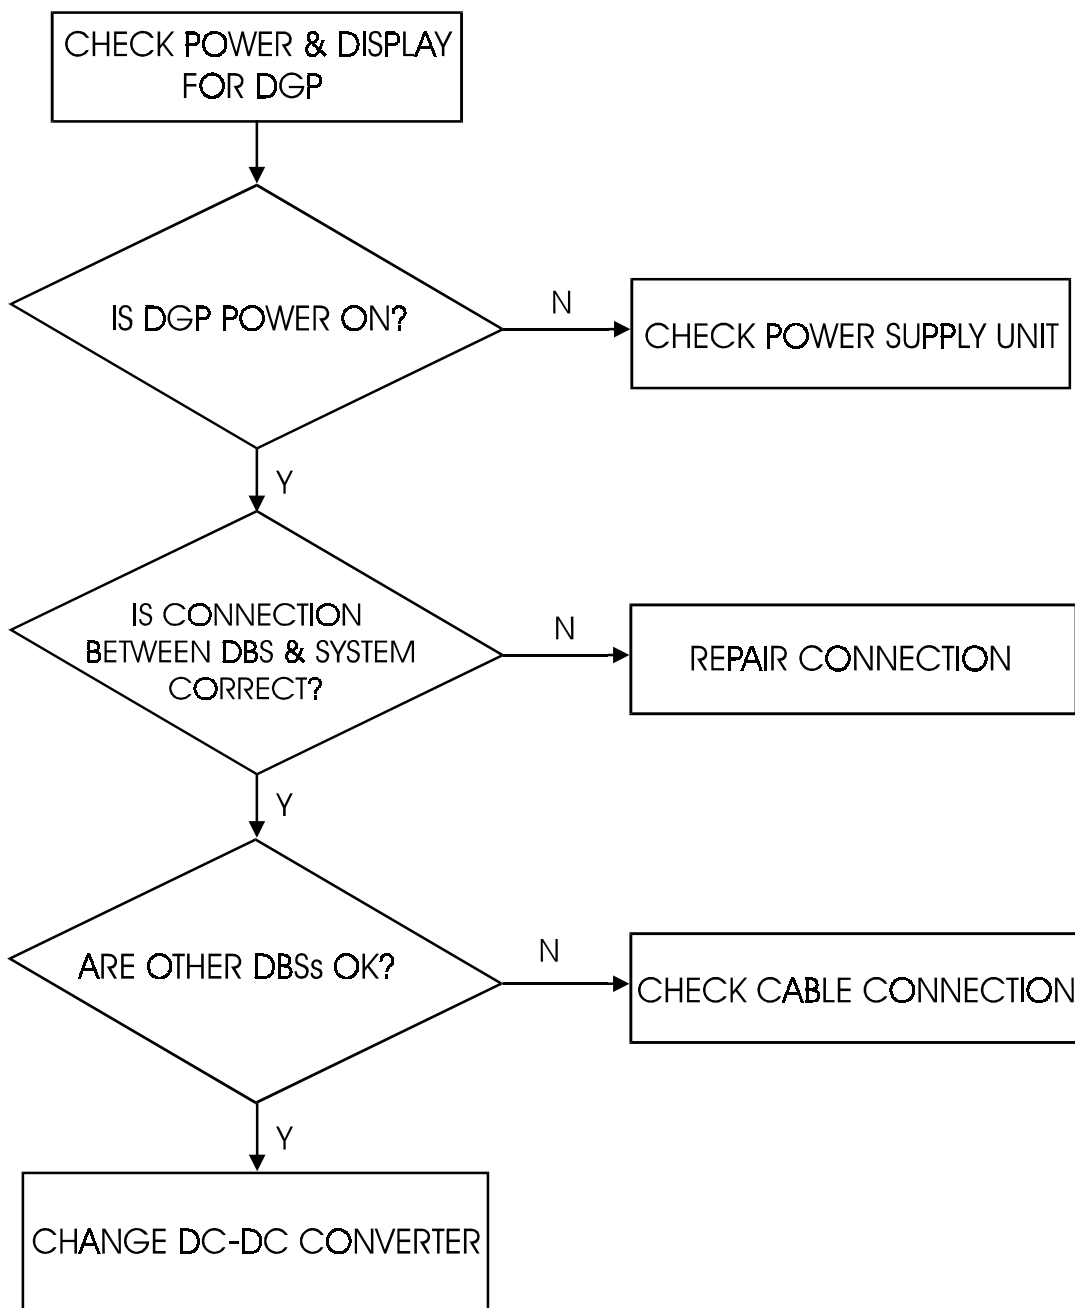 CHECK POWER & DISPLAY
FOR DGP
IS DGP POWER ON?
N
CHECK POWER SUPPLY UNIT
Y
IS CONNECTION
BETWEEN DBS & SYSTEM
CORRECT?
N
REPAIR CONNECTION
Y
ARE OTHER DBSs OK?
N
CHECK CABLE CONNECTION
Y
CHANGE DC-DC CONVERTER